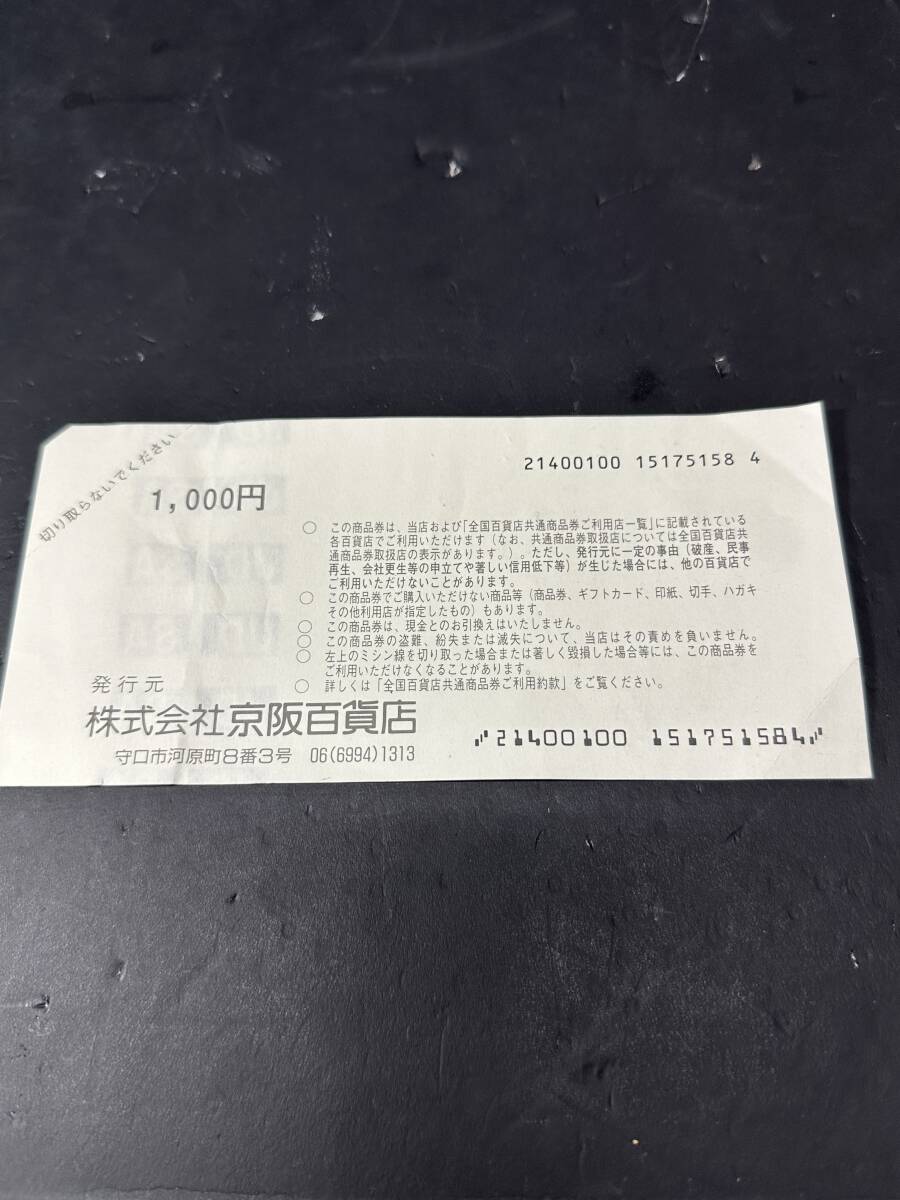 切り取らないでください
21400100 15175158 4
1,000円
○ この商品券は、当店および「全国百貨店共通商品券ご利用店一覧」に記載されている
各百貨店でご利用いただけます（なお、共通商品券取扱店については全国百貨店共
通商品券取扱店の表示があります。）。ただし、発行元に一定の事由（破産、民事
再生、会社更生等の申立てや著しい信用低下等）が生じた場合には、他の百貨店で
ご利用いただけないことがあります。
○ この商品券でご購入いただけない商品等（商品券、ギフトカード、印紙、切手、ハガキ
その他利用店が指定したもの）もあります。
○ この商品券は、現金とのお引換えはいたしません。
○ この商品券の盗難、紛失または滅失について、当店はその責めを負いません。
○ 左上のミシン線を切り取った場合または著しく毀損した場合等には、この商品券を
ご利用いただけなくなることがあります。
○ 詳しくは「全国百貨店共通商品券ご利用約款」をご覧ください。
発行元
株式会社京阪百貨店
守口市河原町8番3号 06(6994)1313
21400100 151751584